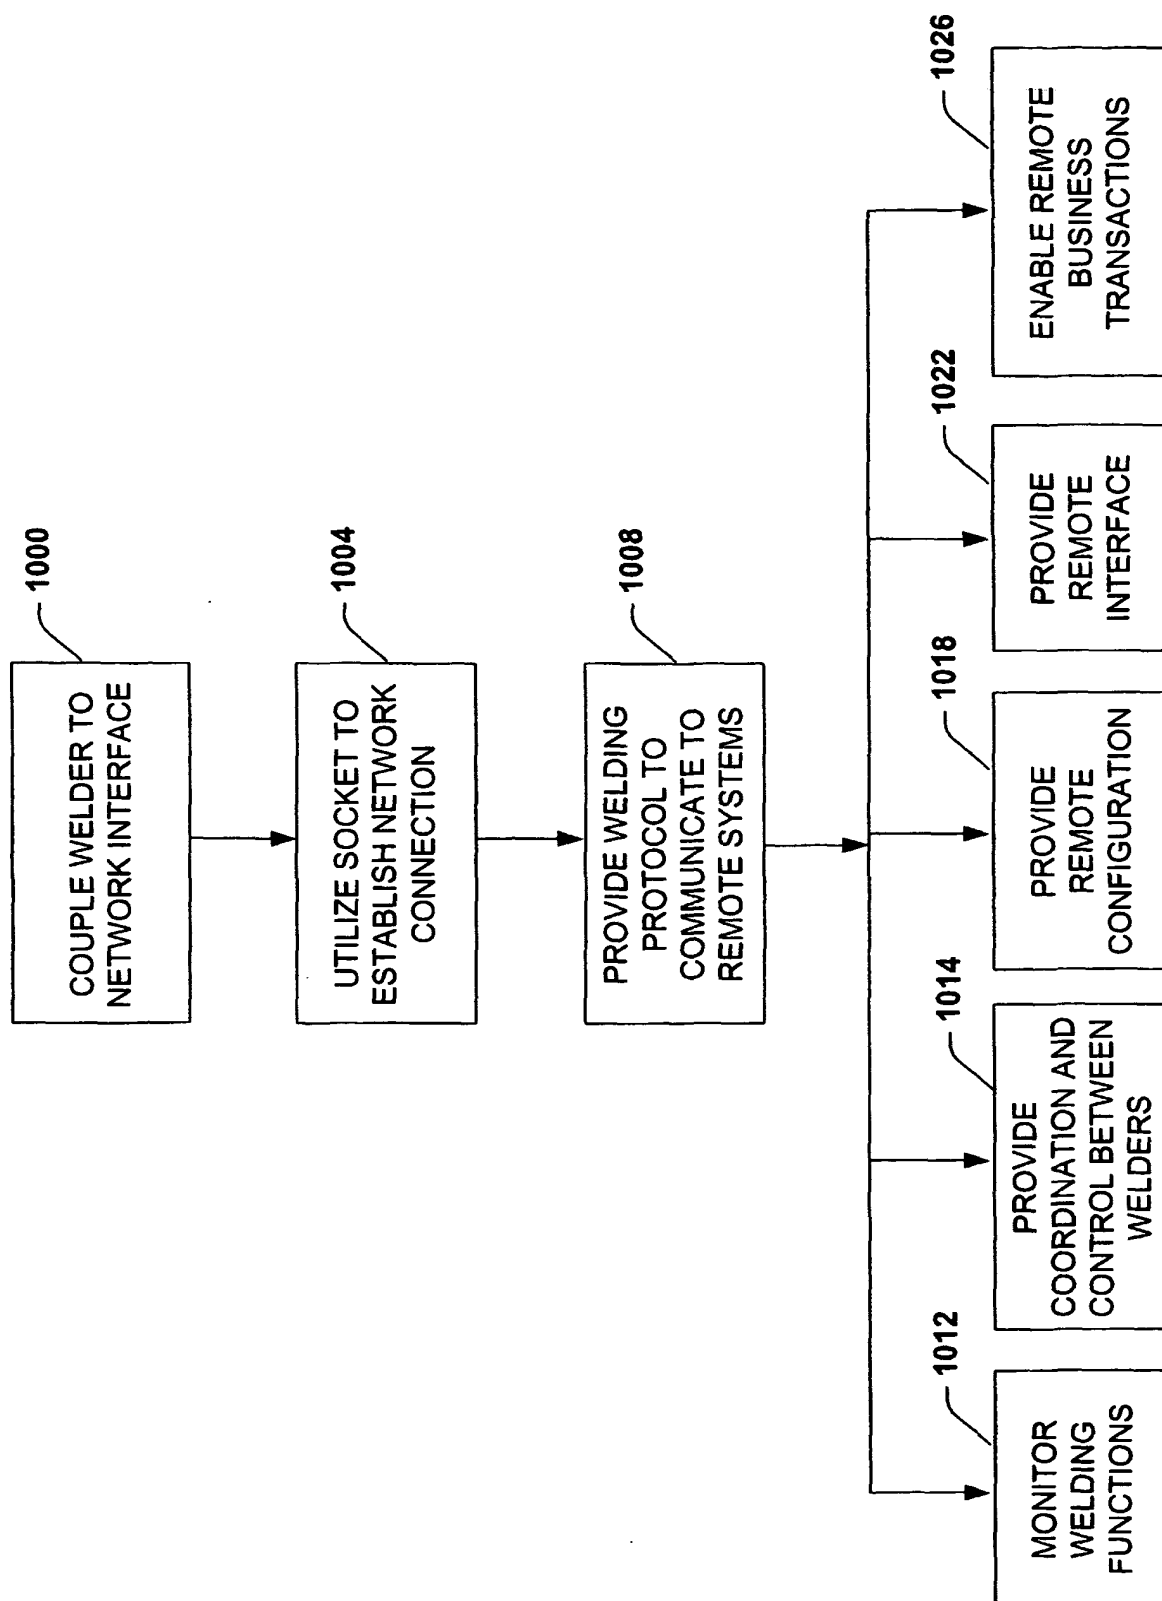 1000
COUPLE WELDER TO
NETWORK INTERFACE
1004
UTILIZE SOCKET TO
ESTABLISH NETWORK
CONNECTION
1008
PROVIDE WELDING
PROTOCOL TO
COMMUNICATE TO
REMOTE SYSTEMS
1012
MONITOR
WELDING
FUNCTIONS
1014
PROVIDE
COORDINATION AND
CONTROL BETWEEN
WELDERS
1018
PROVIDE
REMOTE
CONFIGURATION
1022
PROVIDE
REMOTE
INTERFACE
1026
ENABLE REMOTE
BUSINESS
TRANSACTIONS